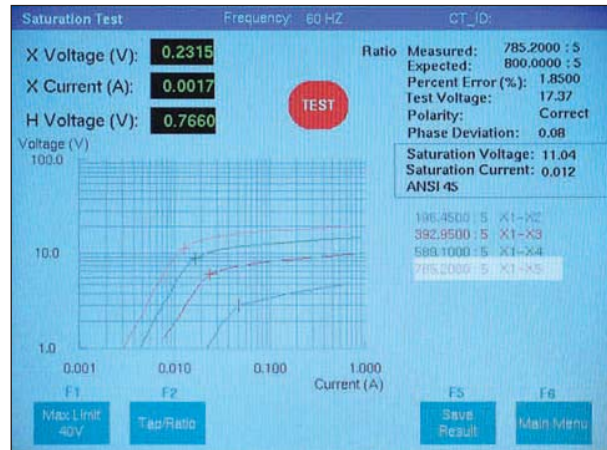 Saturation Test Frequency: 60 HZ CT_ID:
X Voltage (V): 0.2315
X Current (A): 0.0017
H Voltage (V): 0.7660
TEST
Ratio Measured: 785.2000 : 5
Expected: 800.0000 : 5
Percent Error (%): 1.8500
Test Voltage: 17.37
Polarity: Correct
Phase Deviation: 0.08
Saturation Voltage: 11.04
Saturation Current: 0.012
ANSI 45
196.4500 : 5 X1-X2
392.9500 : 5 X1-X3
589.1000 : 5 X1-X4
785.2000 : 5 X1-X5
Voltage (V)
100.0
10.0
1.0
0.001 0.010 0.100 1.000
Current (A)
F1 F2 F5 F6
Max Limit
40V
Tap/Ratio
Save
Result
Main Menu